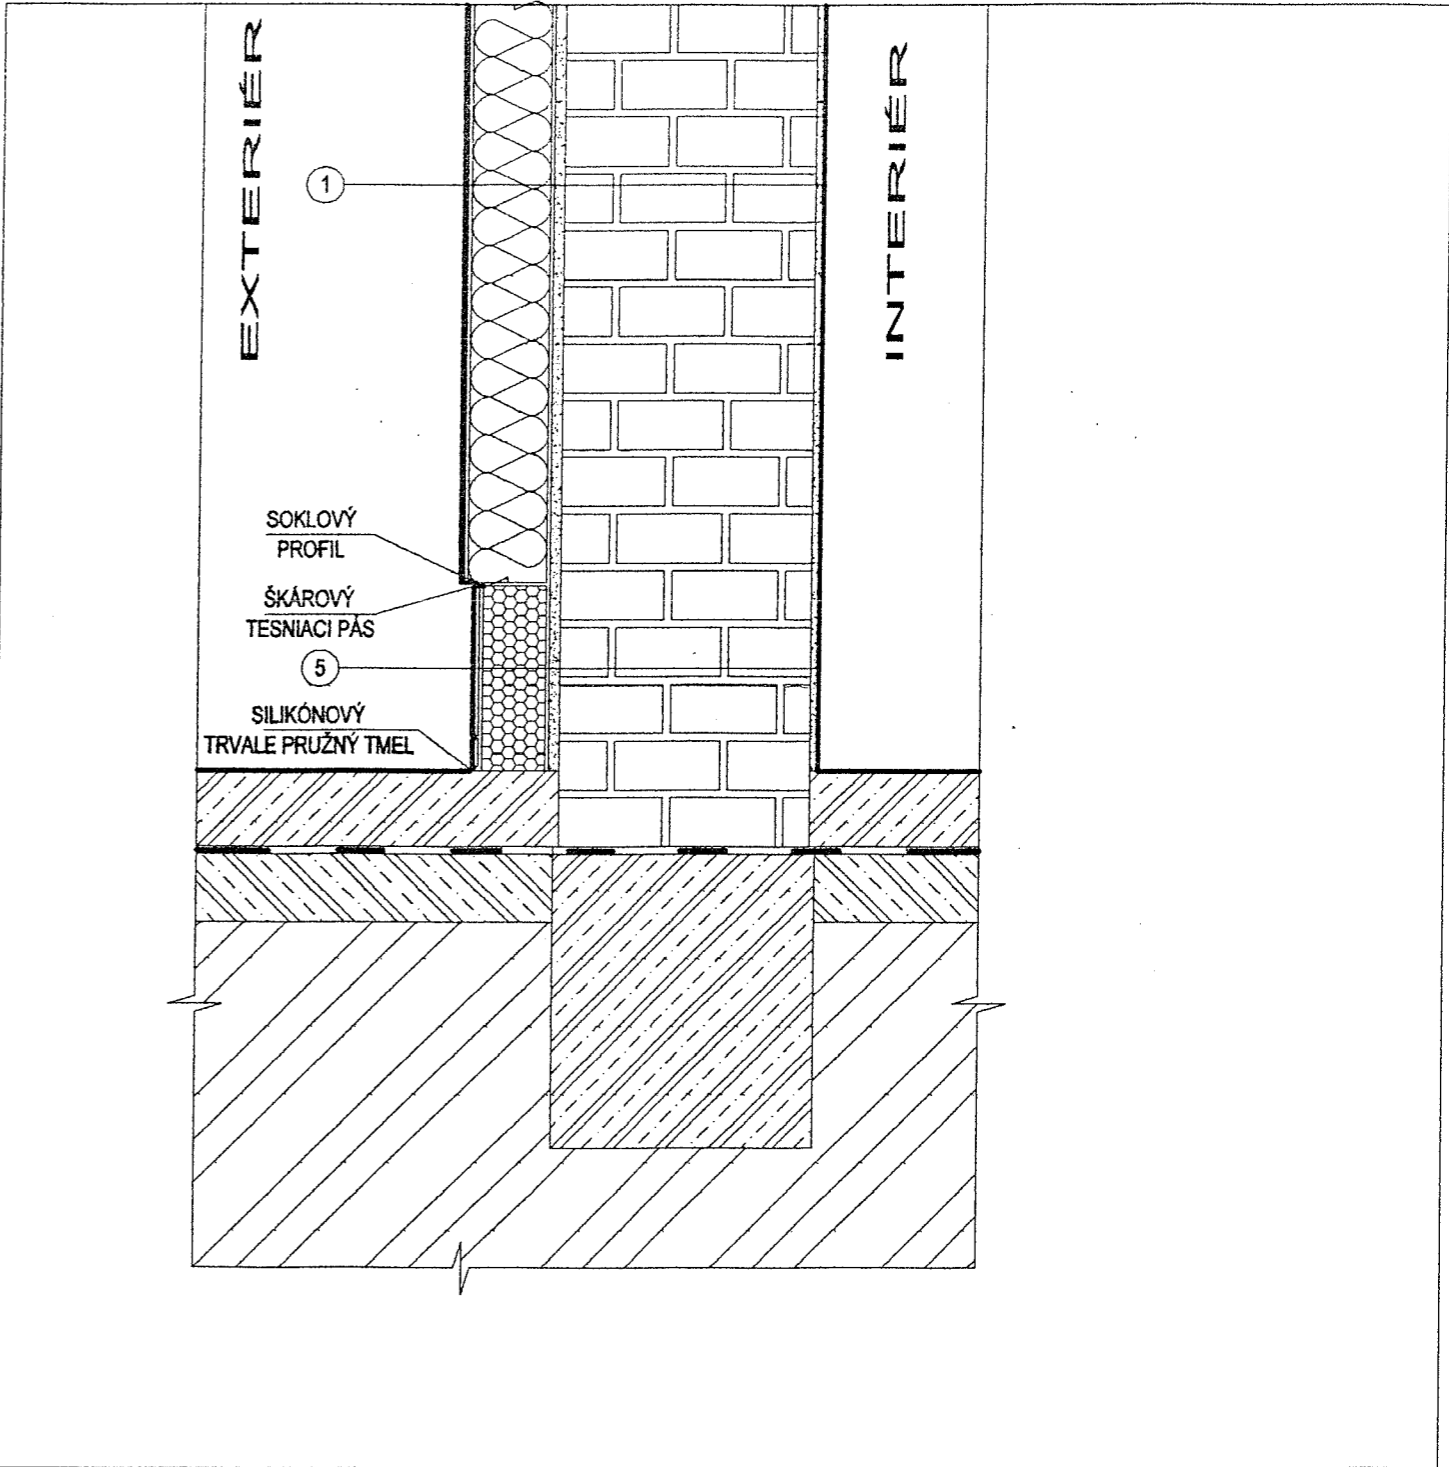 EXTERIÉR
INTERIÉR
1
SOKLOVÝ
PROFIL
ŠKÁROVÝ
TESNIACI PÁS
5
SILIKÓNOVÝ
TRVALE PRUŽNÝ TMEL